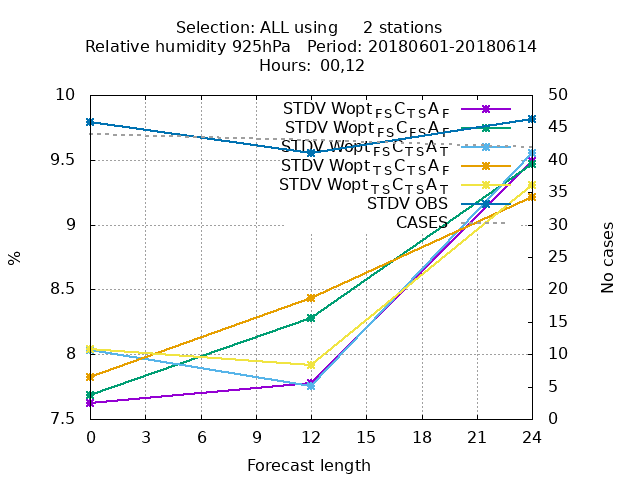 Selection: ALL using 2 stations
Relative humidity 925hPa Period: 20180601-20180614
Hours: 00,12
10
9.5
9
8.5
8
7.5
50
45
40
35
30
25
20
15
10
5
0
%
No cases
STDV Wopt_FS C_TS A_F
STDV Wopt_FS C_FS A_F
STDV Wopt_FS C_TS A_T
STDV Wopt_TS C_TS A_F
STDV Wopt_TS C_TS A_T
STDV OBS
CASES
0 3 6 9 12 15 18 21 24
Forecast length